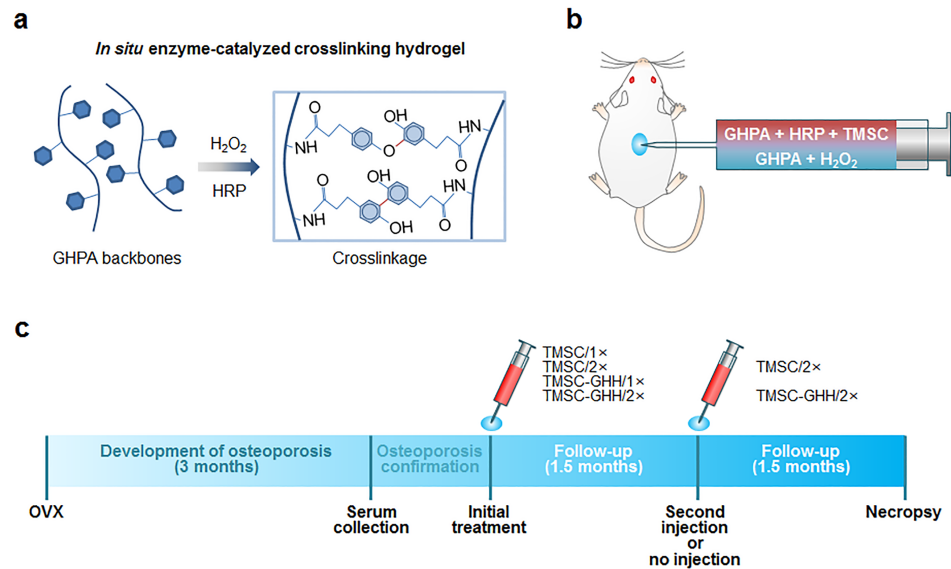 a
In situ enzyme-catalyzed crosslinking hydrogel
H₂O₂
HRP
GHPA backbones
O
NH
OH
HN
O
O
O
NH
OH
OH
HN
O
Crosslinkage
b
GHPA + HRP + TMSC
GHPA + H₂O₂
c
TMSC/1×
TMSC/2×
TMSC-GHH/1×
TMSC-GHH/2×
TMSC/2×
TMSC-GHH/2×
Development of osteoporosis
(3 months)
Osteoporosis
confirmation
Follow-up
(1.5 months)
Follow-up
(1.5 months)
OVX
Serum
collection
Initial
treatment
Second
injection
or
no injection
Necropsy